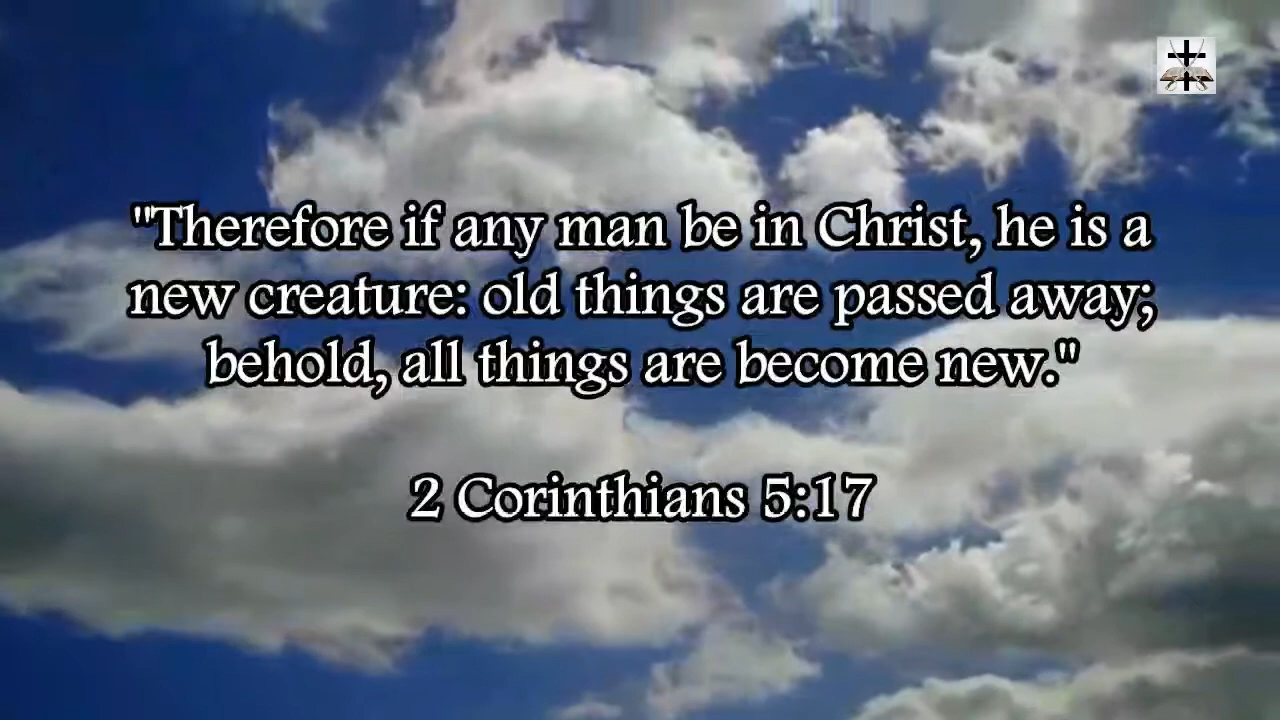 "Therefore if any man be in Christ, he is a
new creature: old things are passed away;
behold, all things are become new."
2 Corinthians 5:17